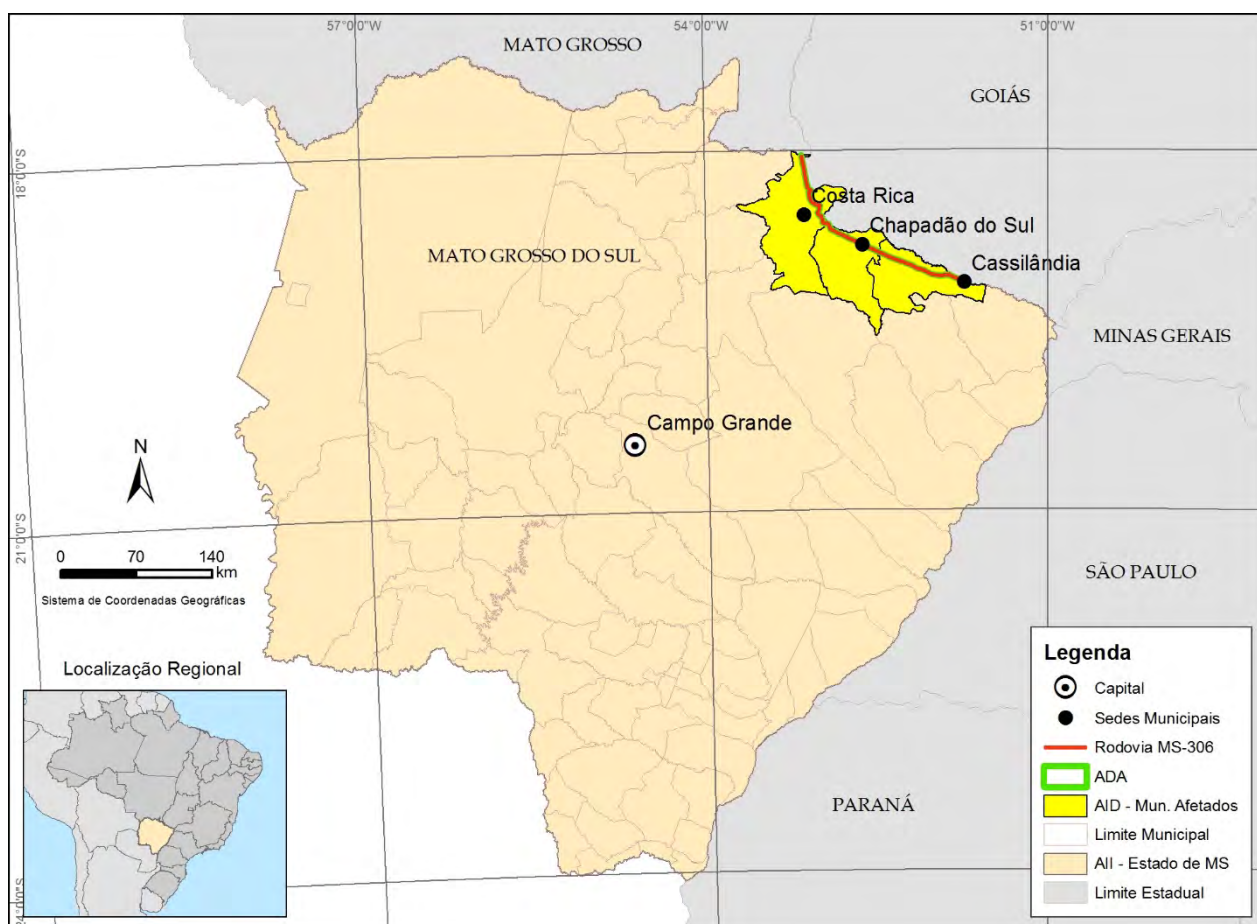 57°0'0"W
54°0'0"W
51°0'0"W
MATO GROSSO
GOIÁS
18°0'0"S
Costa Rica
Chapadão do Sul
MATO GROSSO DO SUL
Cassilândia
MINAS GERAIS
Campo Grande
N
21°0'0"S
0 70 140
km
Sistema de Coordenadas Geográficas
SÃO PAULO
Localização Regional
PARANÁ
24°0'0"S
Legenda
Capital
Sedes Municipais
Rodovia MS-306
ADA
AID - Mun. Afetados
Limite Municipal
AII - Estado de MS
Limite Estadual